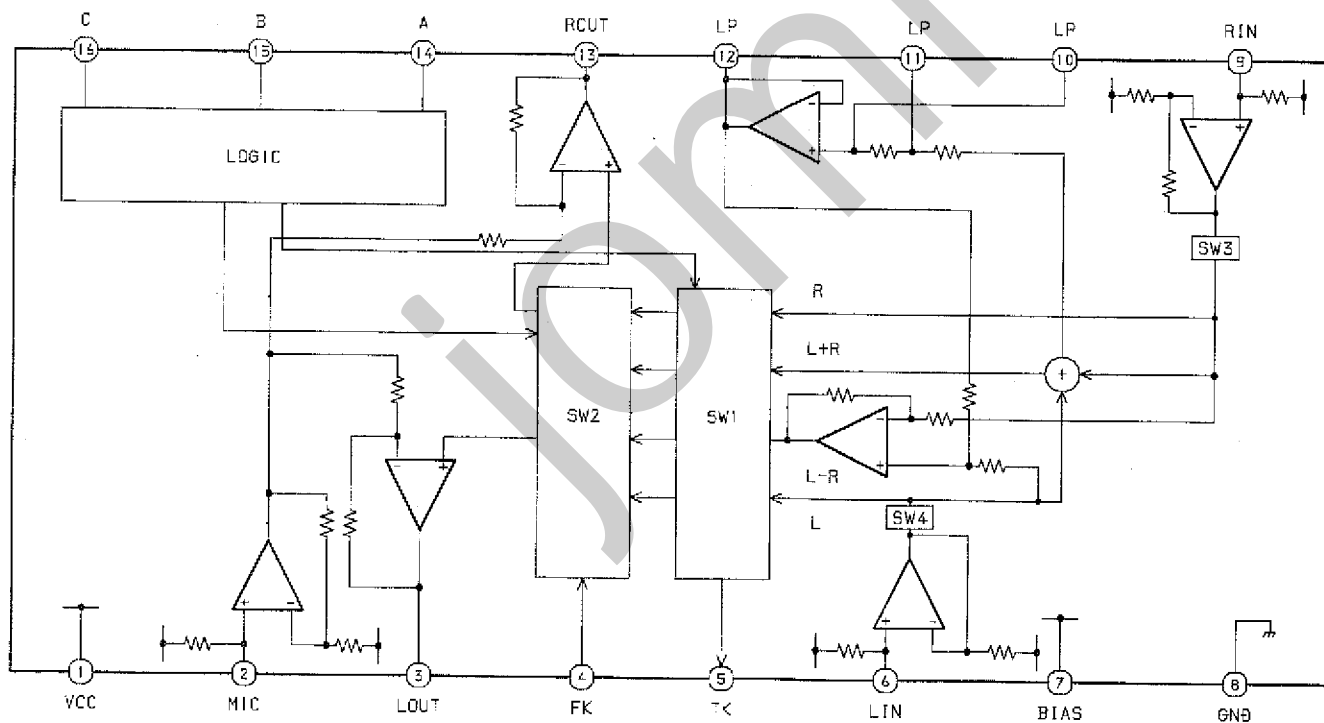 C B A RCUT LP LP LP RIN
16 15 14 13 12 11 10 9
LOGIC
- +
-
+
- +
SW3
R
L+R
+
SW2
SW1
-
+
L-R
L
SW4
- +
+ -
+ -
1 2 3 4 5 6 7 8
VCC MIC LOUT FK TK LIN BIAS GND
jom